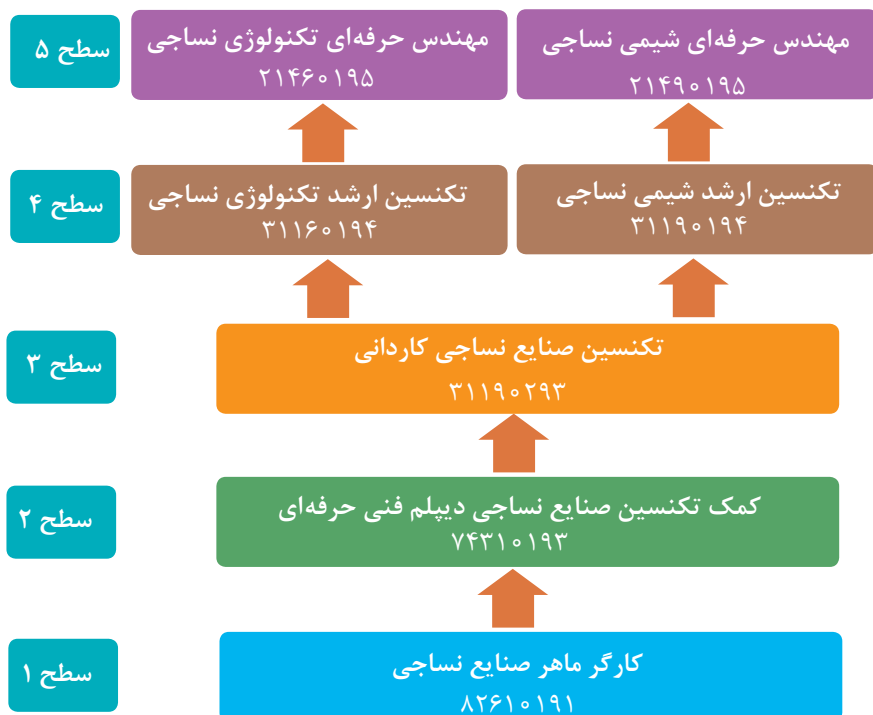 مهندس حرفه‌ای شیمی نساجی
۲۱۴۹۰۱۹۵
مهندس حرفه‌ای تکنولوژی نساجی
۲۱۴۶۰۱۹۵
سطح ۵
تکنسین ارشد شیمی نساجی
۳۱۱۹۰۱۹۴
تکنسین ارشد تکنولوژی نساجی
۳۱۱۶۰۱۹۴
سطح ۴
تکنسین صنایع نساجی کاردانی
۳۱۱۹۰۲۹۳
سطح ۳
کمک تکنسین صنایع نساجی دیپلم فنی حرفه‌ای
۷۴۳۱۰۱۹۳
سطح ۲
کارگر ماهر صنایع نساجی
۸۲۶۱۰۱۹۱
سطح ۱